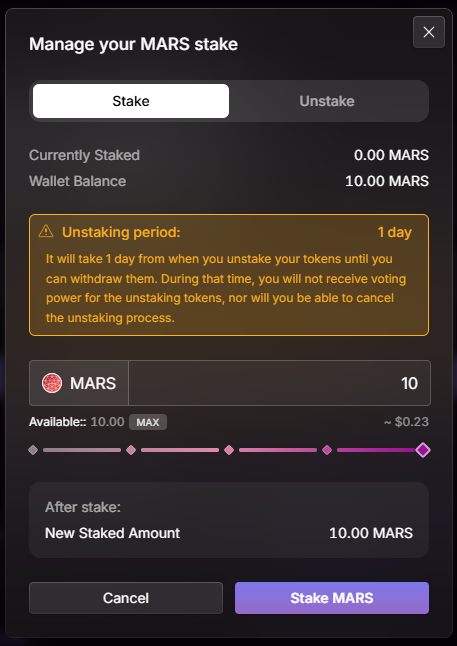 Manage your MARS stake
Stake Unstake
Currently Staked 0.00 MARS
Wallet Balance 10.00 MARS
Unstaking period: 1 day
It will take 1 day from when you unstake your tokens until you
can withdraw them. During that time, you will not receive voting
power for the unstaking tokens, nor will you be able to cancel
the unstaking process.
MARS 10
Available:: 10.00 MAX ~ $0.23
After stake:
New Staked Amount 10.00 MARS
Cancel Stake MARS